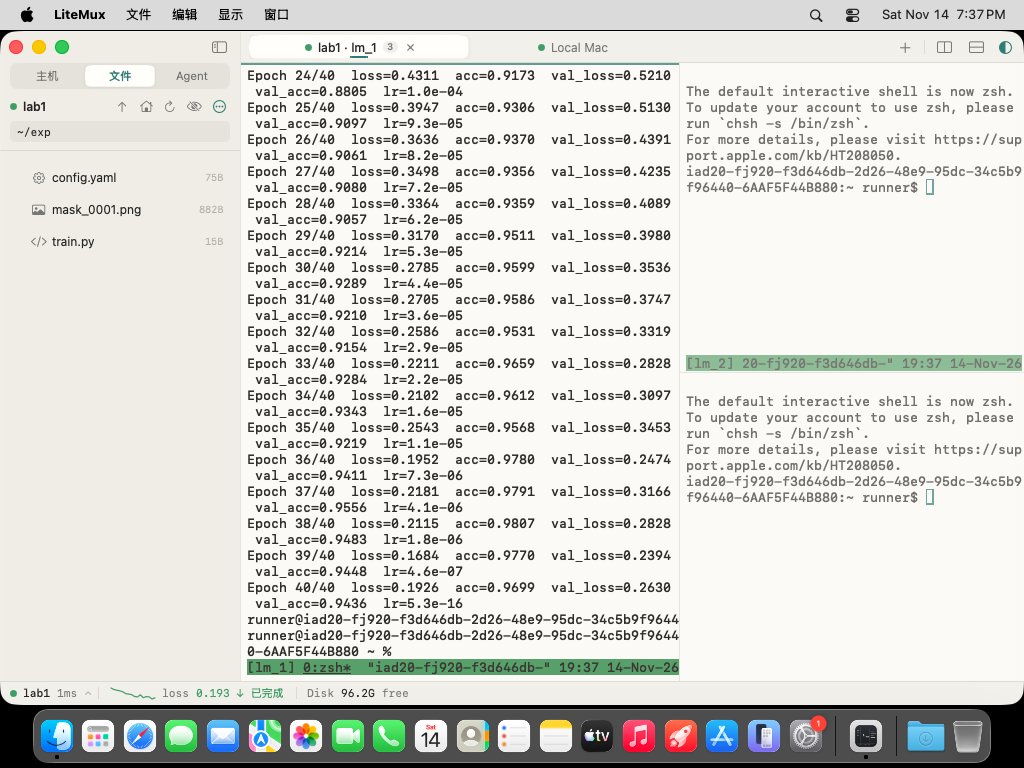 LiteMux 文件 编辑 显示 窗口 Sat Nov 14 7:37 PM
lab1 · lm_1 3 ×
Local Mac
主机 文件 Agent
lab1
~/exp
config.yaml 75B
mask_0001.png 882B
</> train.py 15B
Epoch 24/40 loss=0.4311 acc=0.9173 val_loss=0.5210
val_acc=0.8805 lr=1.0e-04
Epoch 25/40 loss=0.3947 acc=0.9306 val_loss=0.5130
val_acc=0.9097 lr=9.3e-05
Epoch 26/40 loss=0.3636 acc=0.9370 val_loss=0.4391
val_acc=0.9061 lr=8.2e-05
Epoch 27/40 loss=0.3498 acc=0.9356 val_loss=0.4235
val_acc=0.9080 lr=7.2e-05
Epoch 28/40 loss=0.3364 acc=0.9359 val_loss=0.4089
val_acc=0.9057 lr=6.2e-05
Epoch 29/40 loss=0.3170 acc=0.9511 val_loss=0.3980
val_acc=0.9214 lr=5.3e-05
Epoch 30/40 loss=0.2785 acc=0.9599 val_loss=0.3536
val_acc=0.9289 lr=4.4e-05
Epoch 31/40 loss=0.2705 acc=0.9586 val_loss=0.3747
val_acc=0.9210 lr=3.6e-05
Epoch 32/40 loss=0.2586 acc=0.9531 val_loss=0.3319
val_acc=0.9154 lr=2.9e-05
Epoch 33/40 loss=0.2211 acc=0.9659 val_loss=0.2828
val_acc=0.9284 lr=2.2e-05
Epoch 34/40 loss=0.2102 acc=0.9612 val_loss=0.3097
val_acc=0.9343 lr=1.6e-05
Epoch 35/40 loss=0.2543 acc=0.9568 val_loss=0.3453
val_acc=0.9219 lr=1.1e-05
Epoch 36/40 loss=0.1952 acc=0.9780 val_loss=0.2474
val_acc=0.9411 lr=7.3e-06
Epoch 37/40 loss=0.2181 acc=0.9791 val_loss=0.3166
val_acc=0.9556 lr=4.1e-06
Epoch 38/40 loss=0.2115 acc=0.9807 val_loss=0.2828
val_acc=0.9483 lr=1.8e-06
Epoch 39/40 loss=0.1684 acc=0.9770 val_loss=0.2394
val_acc=0.9448 lr=4.6e-07
Epoch 40/40 loss=0.1926 acc=0.9699 val_loss=0.2630
val_acc=0.9436 lr=5.3e-16
runner@iad20-fj920-f3d646db-2d26-48e9-95dc-34c5b9f9644
runner@iad20-fj920-f3d646db-2d26-48e9-95dc-34c5b9f9644
0-6AAF5F44B880 ~ %
[lm_1] 0:zsh* "iad20-fj920-f3d646db-" 19:37 14-Nov-26
The default interactive shell is now zsh.
To update your account to use zsh, please
run `chsh -s /bin/zsh`.
For more details, please visit https://sup
port.apple.com/kb/HT208050.
iad20-fj920-f3d646db-2d26-48e9-95dc-34c5b9
f96440-6AAF5F44B880:~ runner$
[lm_2] 20-fj920-f3d646db-" 19:37 14-Nov-26
The default interactive shell is now zsh.
To update your account to use zsh, please
run `chsh -s /bin/zsh`.
For more details, please visit https://sup
port.apple.com/kb/HT208050.
iad20-fj920-f3d646db-2d26-48e9-95dc-34c5b9
f96440-6AAF5F44B880:~ runner$
lab1 1ms loss 0.193 ↓ 已完成 Disk 96.2G free
Sat
14
tv
1